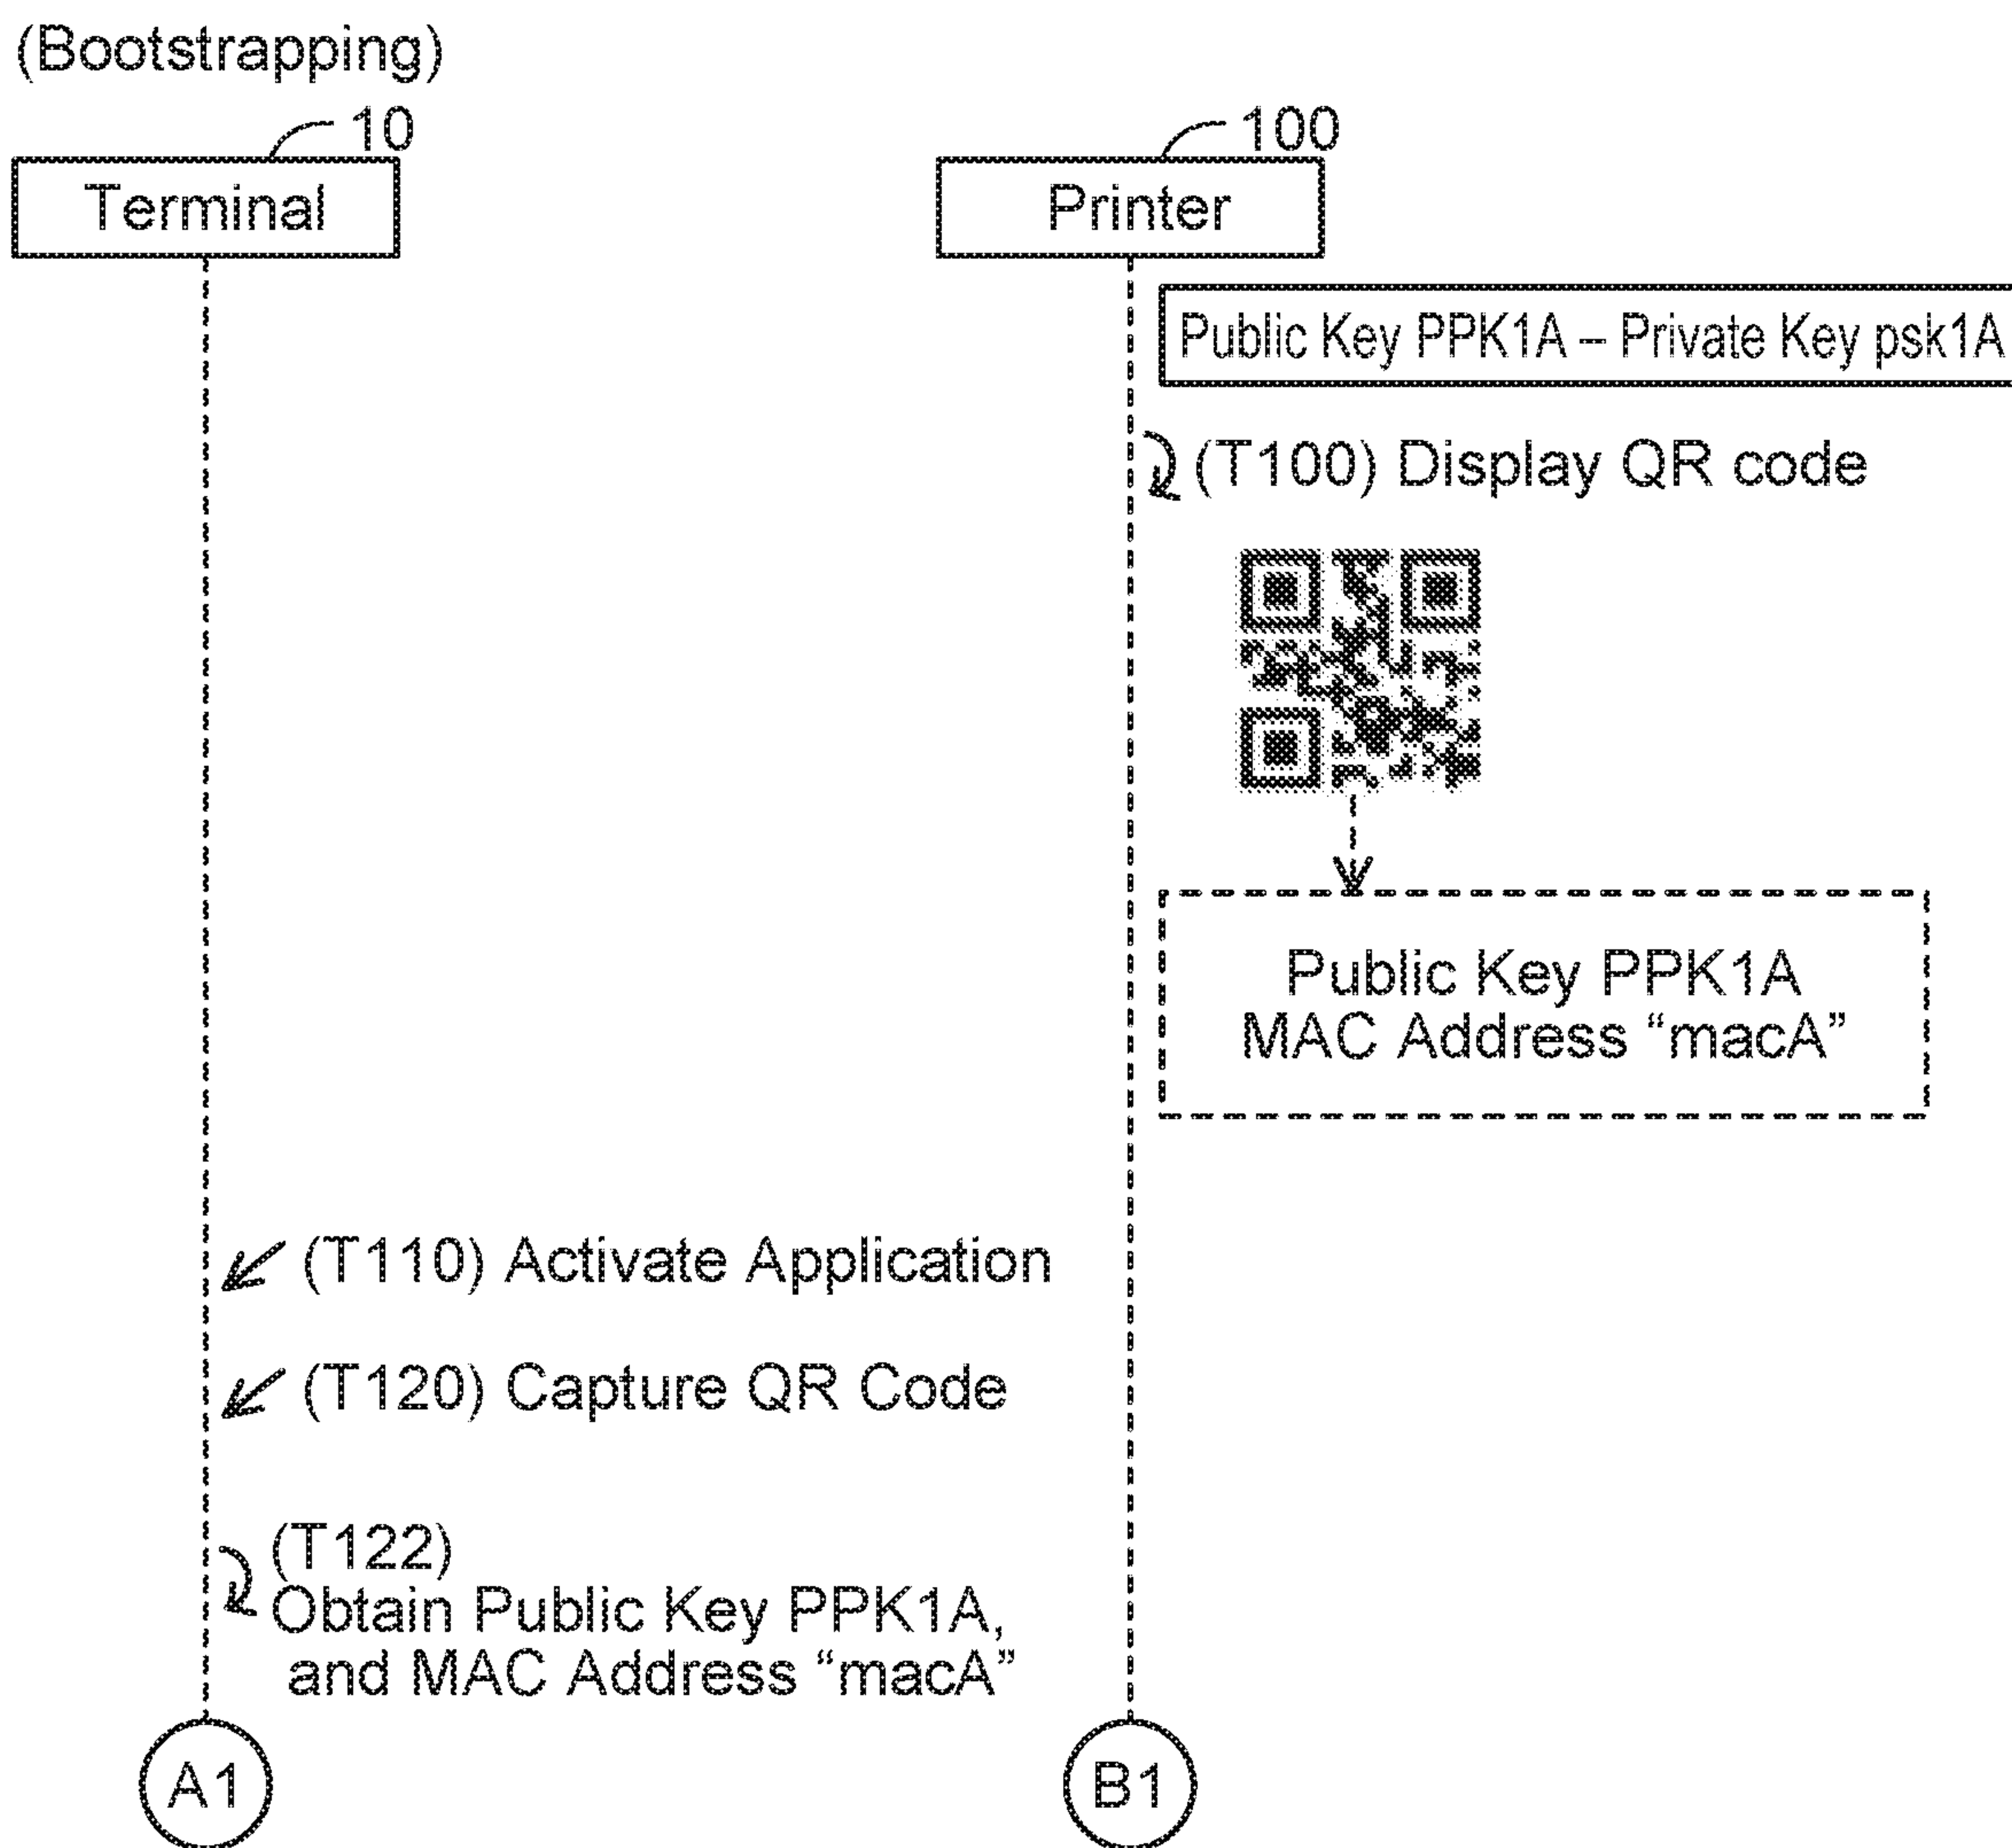 (Bootstrapping)
10
100
Terminal
Printer
Public Key PPK1A – Private Key psk1A
(T100) Display QR code
Public Key PPK1A
MAC Address “macA”
(T110) Activate Application
(T120) Capture QR Code
(T122)
Obtain Public Key PPK1A,
and MAC Address “macA”
A1
B1